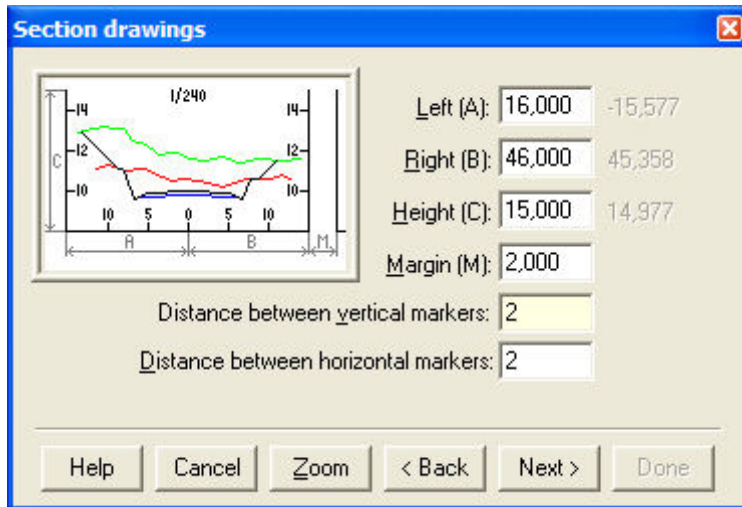 Section drawings
1/240
14 14
12 12
C
10 10
10 5 0 5 10
A B M
Left (A): 16,000 -15,577
Right (B): 46,000 45,358
Height (C): 15,000 14,977
Margin (M): 2,000
Distance between vertical markers: 2
Distance between horizontal markers: 2
Help Cancel Zoom < Back Next > Done